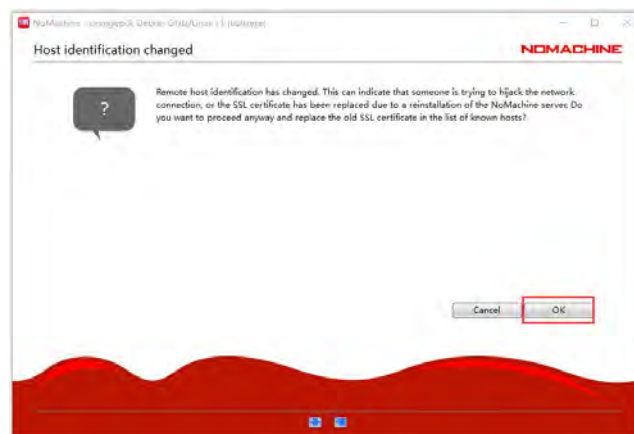 Host identification changed
NOMACHINE
Remote host identification has changed. This can indicate that someone is trying to hijack the network
connection, or the SSL certificate has been replaced due to a reinstallation of the NoMachine server. Do
you want to proceed anyway and replace the old SSL certificate in the list of known hosts?
Cancel
OK